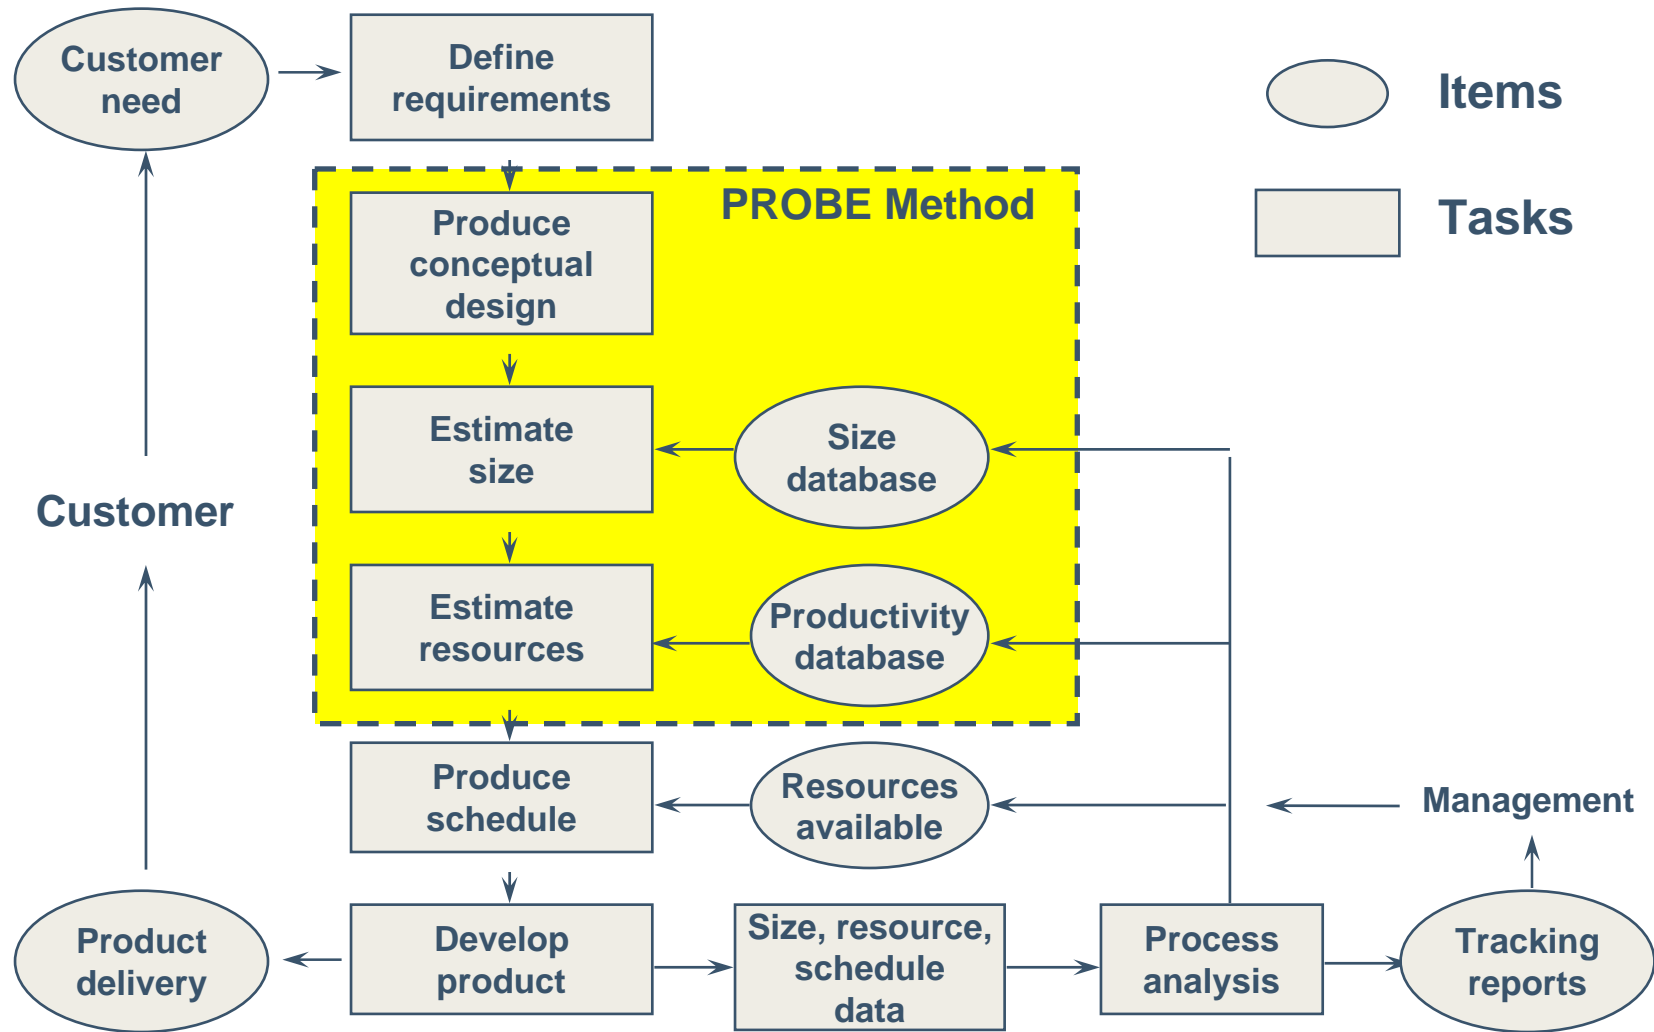 Customer
need
Define
requirements
Items
Tasks
PROBE Method
Produce
conceptual
design
Estimate
size
Size
database
Customer
Estimate
resources
Productivity
database
Produce
schedule
Resources
available
Management
Product
delivery
Develop
product
Size, resource,
schedule
data
Process
analysis
Tracking
reports